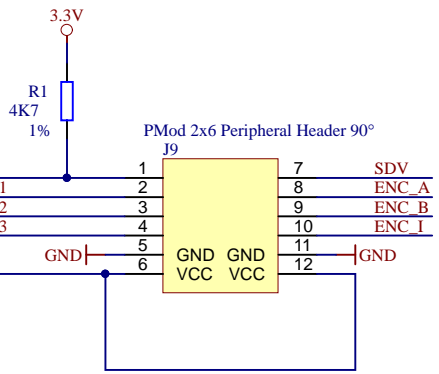 3.3V
R1
4K7
1%
PMod 2x6 Peripheral Header 90°
J9
1 7 SDV
1 2 8 ENC_A
2 3 9 ENC_B
3 4 10 ENC_I
GND 5 GND GND 11 GND
6 VCC VCC 12